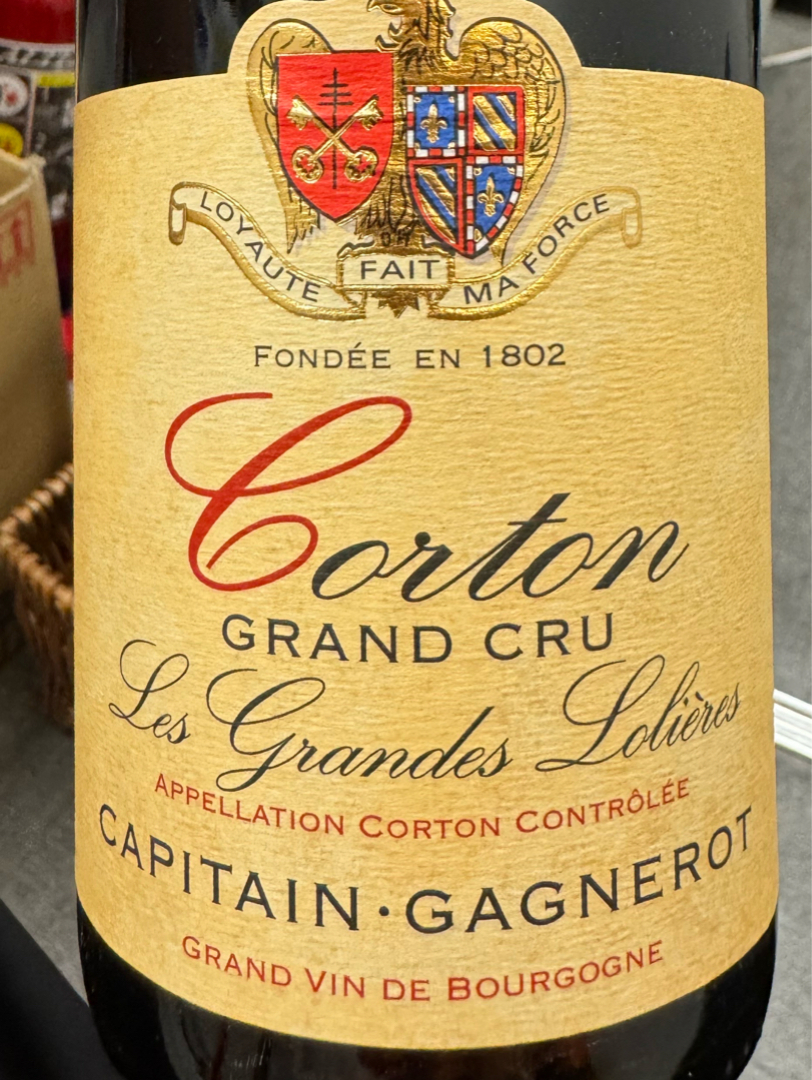 LOYAUTE FAIT MA FORCE
FONDÉE EN 1802
Corton
GRAND CRU
Les Grandes Lolières
APPELLATION CORTON CONTRÔLÉE
CAPITAIN·GAGNEROT
GRAND VIN DE BOURGOGNE